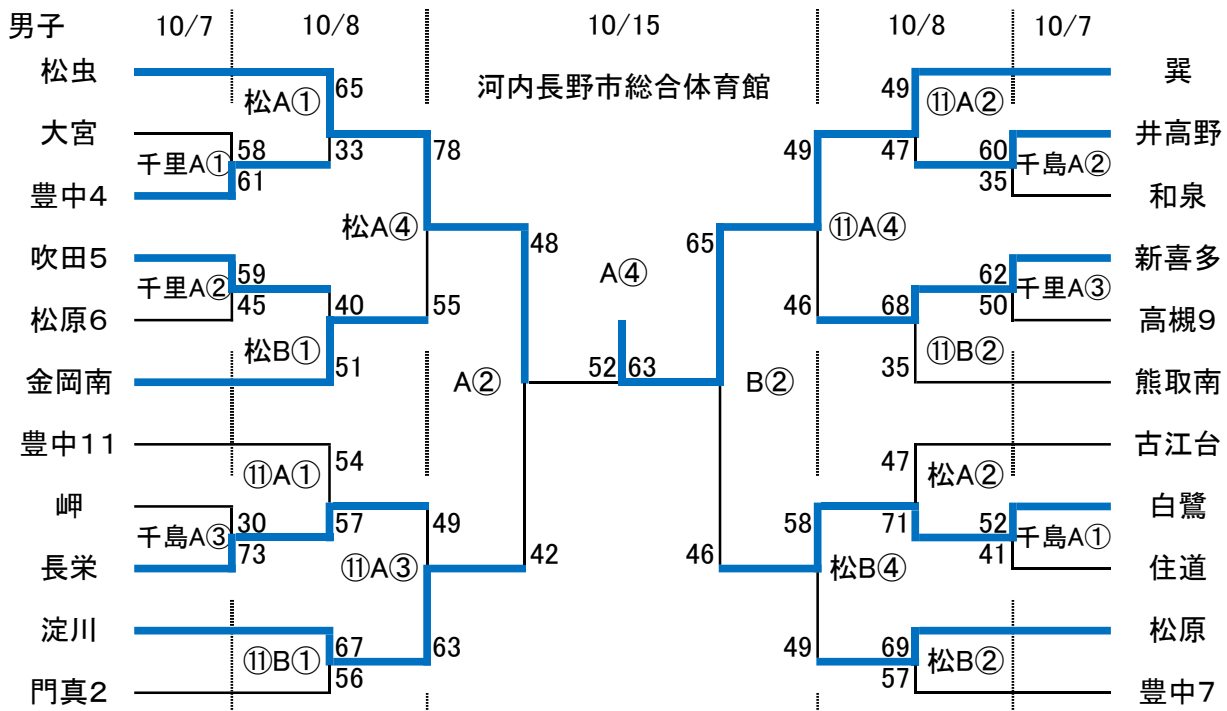 男子 10/7 10/8 10/15 10/8 10/7
松虫 65 河内長野市総合体育館 49 巽
松A① ⑪A②
大宮 58 33 78 49 47 60 井高野
千里A① 千島A②
豊中4 61 35 和泉
松A④ 48 65 ⑪A④
吹田5 59 A④ 62 新喜多
千里A② 千里A③
松原6 45 40 55 46 68 50 高槻9
松B① ⑪B②
金岡南 51 A② 52 63 B② 35 熊取南
豊中11 54 47 古江台
⑪A① 松A②
岬 30 57 49 58 71 52 白鷺
千島A③ 千島A①
長栄 73 42 46 41 住道
⑪A③ 松B④
淀川 67 63 49 69 松原
⑪B① 松B②
門真2 56 57 豊中7